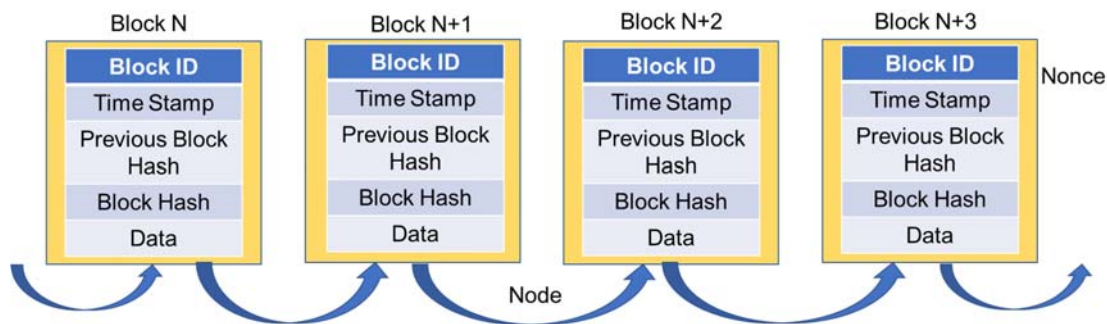 Block N
Block ID
Time Stamp
Previous Block
Hash
Block Hash
Data
Block N+1
Block ID
Time Stamp
Previous Block
Hash
Block Hash
Data
Block N+2
Block ID
Time Stamp
Previous Block
Hash
Block Hash
Data
Block N+3
Block ID
Time Stamp
Previous Block
Hash
Block Hash
Data
Nonce
Node